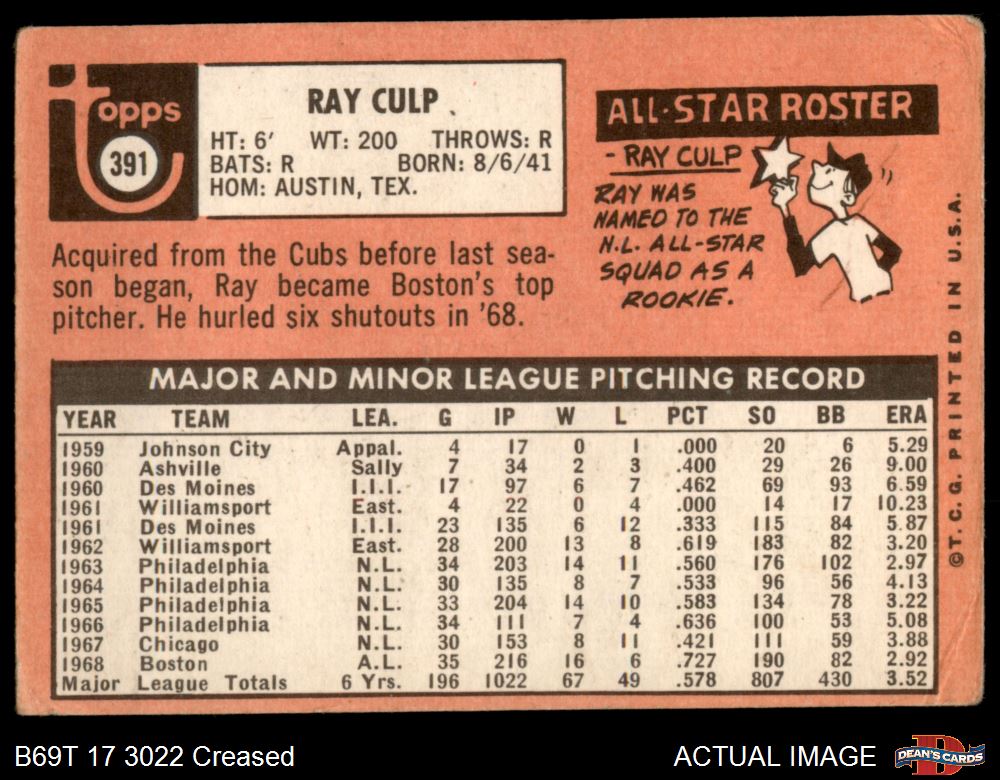 Topps
391
RAY CULP
HT: 6' WT: 200 THROWS: R
BATS: R BORN: 8/6/41
HOM: AUSTIN, TEX.
ALL-STAR ROSTER
- RAY CULP
RAY WAS
NAMED TO THE
N.L. ALL-STAR
SQUAD AS A
ROOKIE.
Acquired from the Cubs before last sea-
son began, Ray became Boston's top
pitcher. He hurled six shutouts in '68.
MAJOR AND MINOR LEAGUE PITCHING RECORD
YEAR TEAM LEA. G IP W L PCT SO BB ERA
1959 Johnson City Appal. 4 17 0 1 .000 20 6 5.29
1960 Ashville Sally 7 34 2 3 .400 29 26 9.00
1960 Des Moines I.I.I. 17 97 6 7 .462 69 93 6.59
1961 Williamsport East. 4 22 0 4 .000 14 17 10.23
1961 Des Moines I.I.I. 23 135 6 12 .333 115 84 5.87
1962 Williamsport East. 28 200 13 8 .619 183 82 3.20
1963 Philadelphia N.L. 34 203 14 11 .560 176 102 2.97
1964 Philadelphia N.L. 30 135 8 7 .533 96 56 4.13
1965 Philadelphia N.L. 33 204 14 10 .583 134 78 3.22
1966 Philadelphia N.L. 34 111 7 4 .636 100 53 5.08
1967 Chicago N.L. 30 153 8 11 .421 111 59 3.88
1968 Boston A.L. 35 216 16 6 .727 190 82 2.92
Major League Totals 6 Yrs. 196 1022 67 49 .578 807 430 3.52
©T.C.G. PRINTED IN U.S.A.
B69T 17 3022 Creased
ACTUAL IMAGE
DEAN'S CARDS